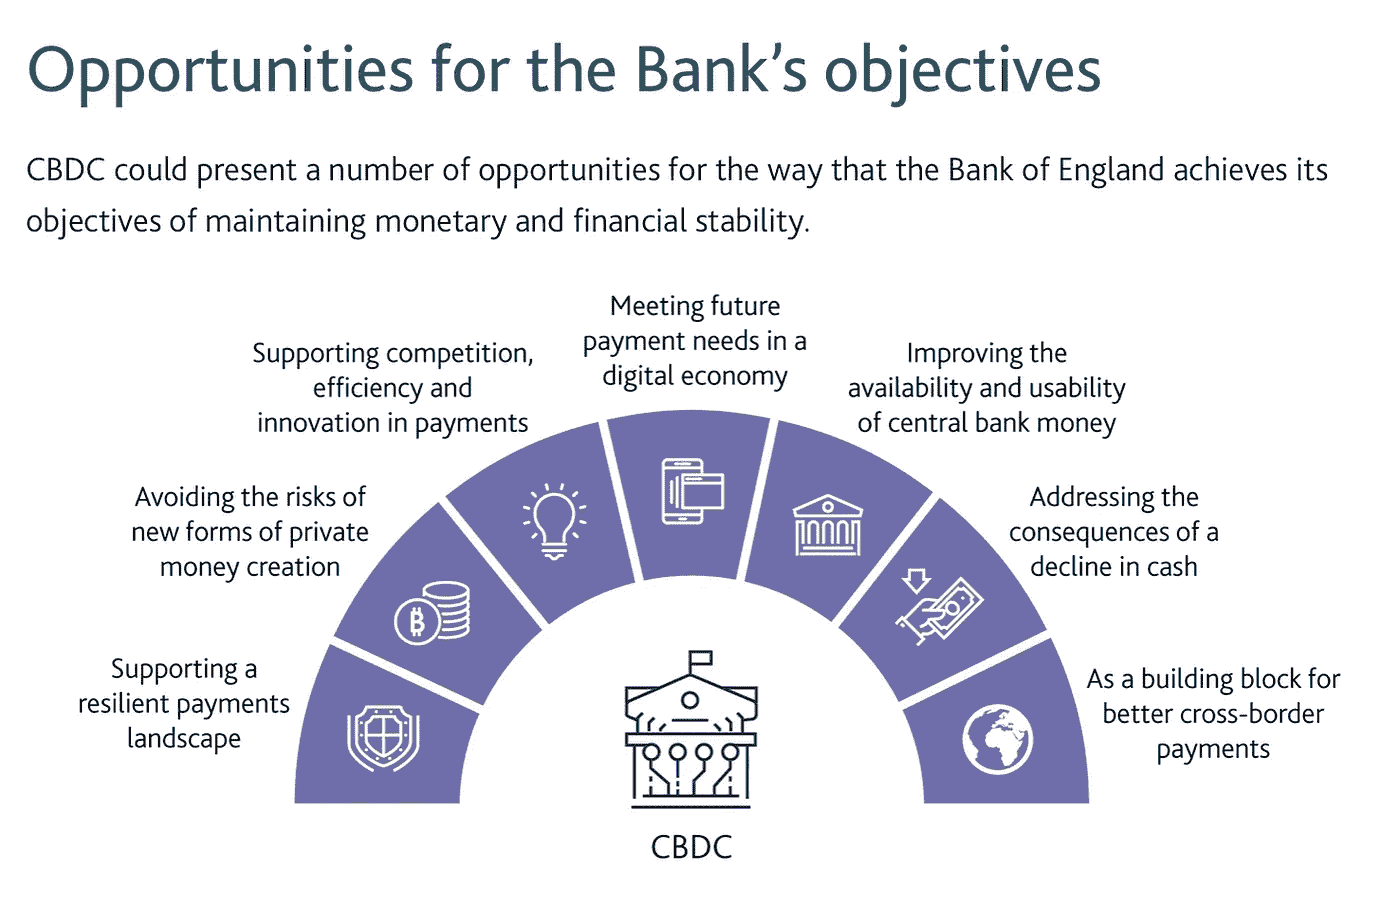 Opportunities for the Bank's objectives
CBDC could present a number of opportunities for the way that the Bank of England achieves its
objectives of maintaining monetary and financial stability.
Supporting a
resilient payments
landscape
Avoiding the risks of
new forms of private
money creation
Supporting competition,
efficiency and
innovation in payments
Meeting future
payment needs in a
digital economy
Improving the
availability and usability
of central bank money
Addressing the
consequences of a
decline in cash
As a building block for
better cross-border
payments
CBDC